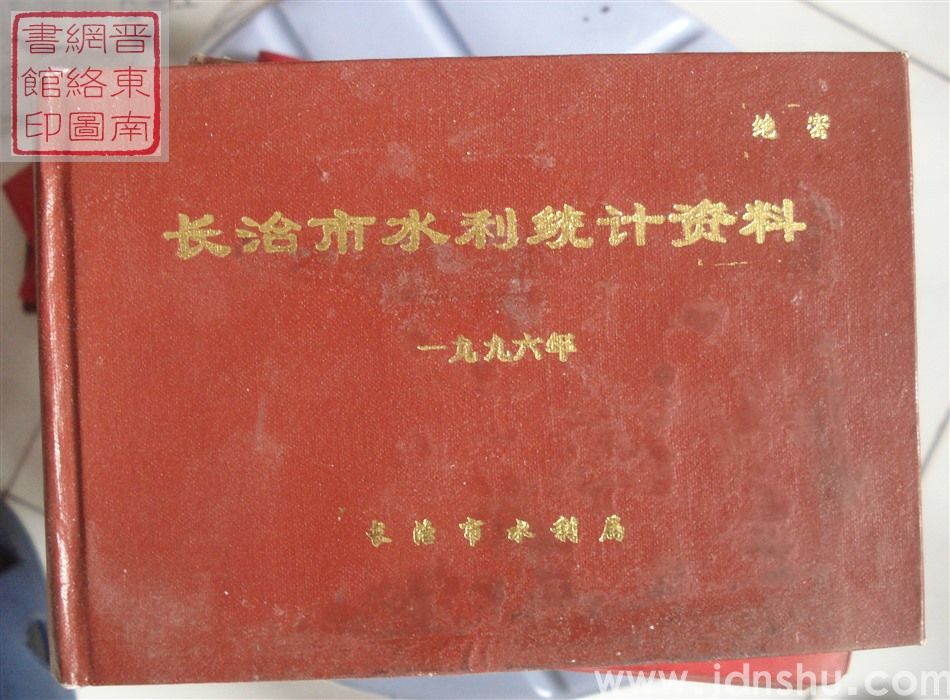 晋東南
網絡圖
書館印
绝密
长治市水利统计资料
一九九六年
长治市水利局
www.jdnshu.com